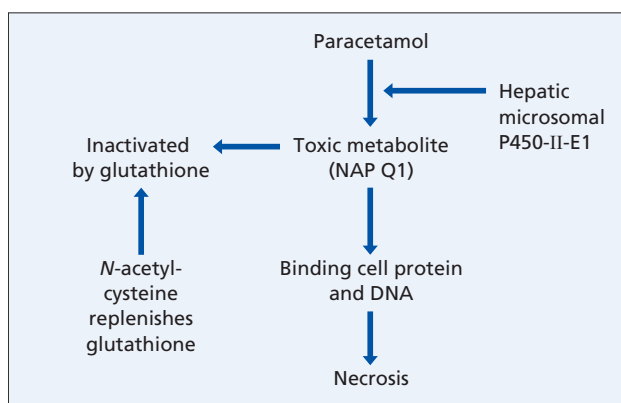 Paracetamol
Hepatic
microsomal
P450-II-E1
Inactivated
by glutathione
Toxic metabolite
(NAP Q1)
N-acetyl-
cysteine
replenishes
glutathione
Binding cell protein
and DNA
Necrosis